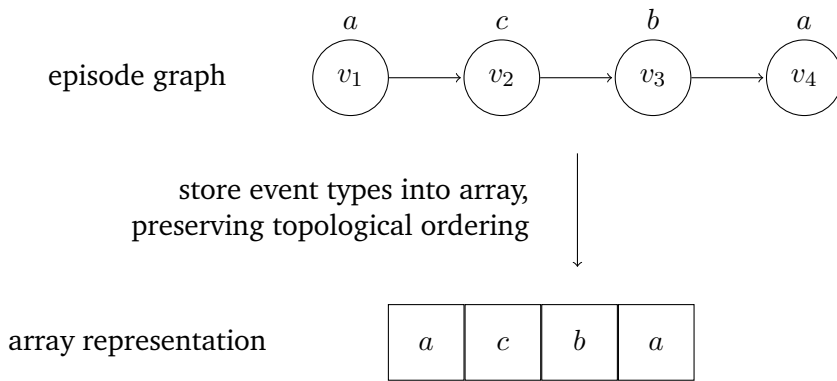 a c b a
episode graph v₁ v₂ v₃ v₄
store event types into array,
preserving topological ordering
array representation a c b a